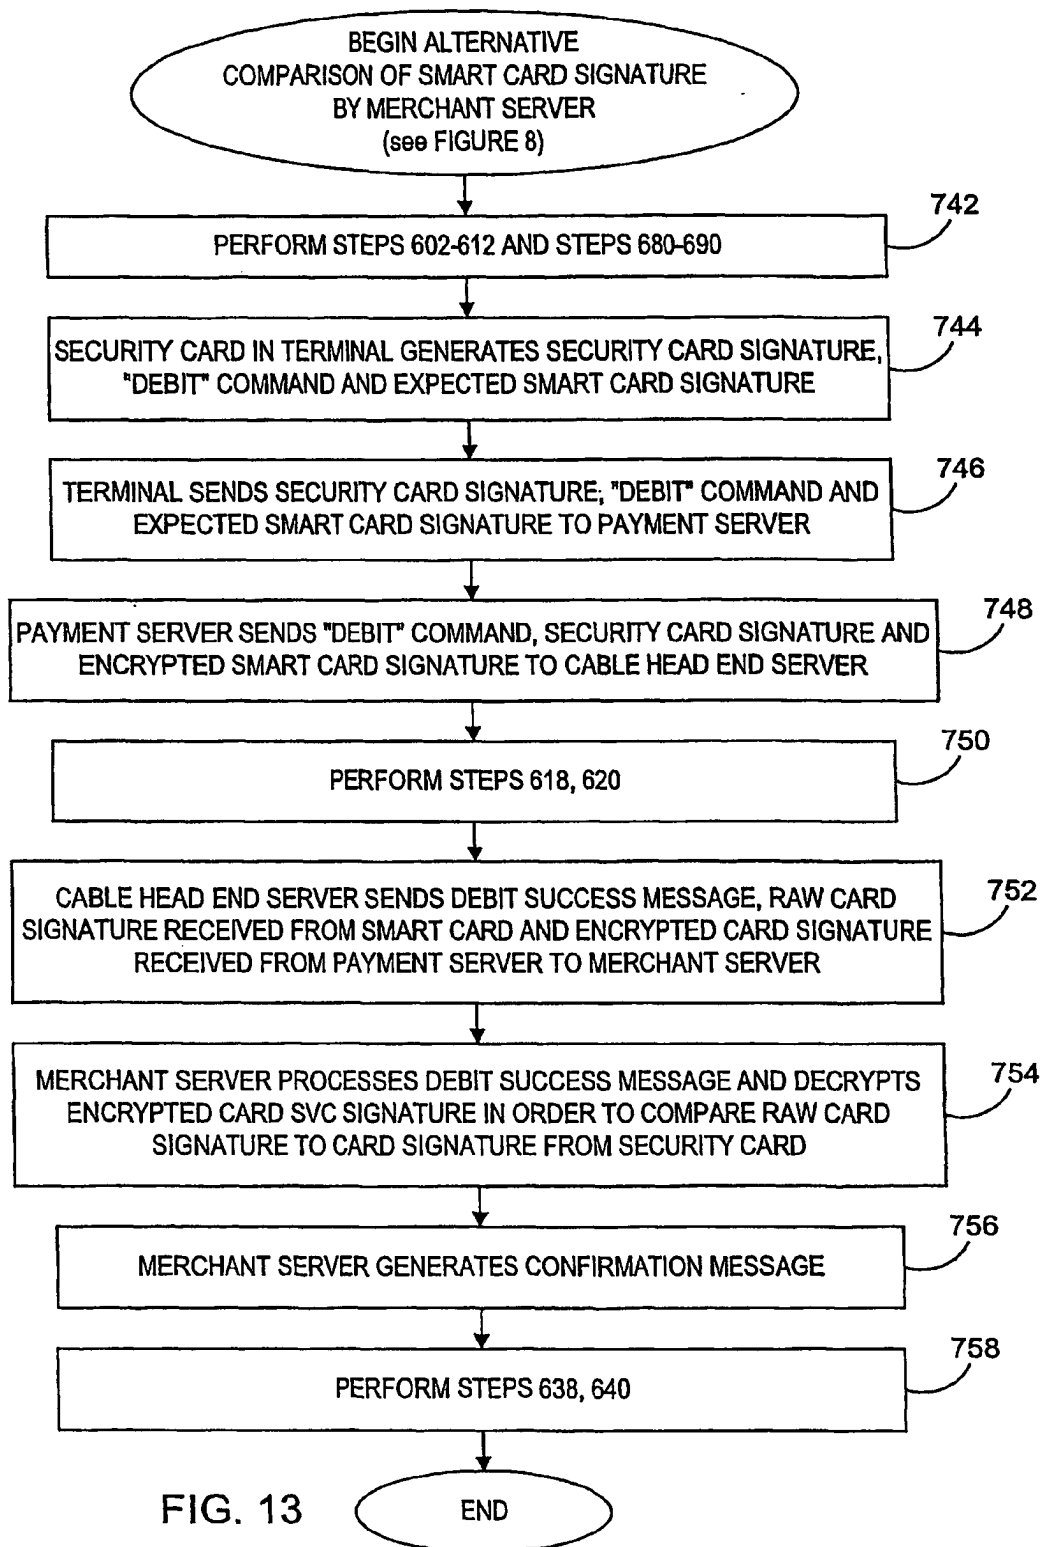 BEGIN ALTERNATIVE
COMPARISON OF SMART CARD SIGNATURE
BY MERCHANT SERVER
(see FIGURE 8)
742
PERFORM STEPS 602-612 AND STEPS 680-690
744
SECURITY CARD IN TERMINAL GENERATES SECURITY CARD SIGNATURE,
"DEBIT" COMMAND AND EXPECTED SMART CARD SIGNATURE
746
TERMINAL SENDS SECURITY CARD SIGNATURE, "DEBIT" COMMAND AND
EXPECTED SMART CARD SIGNATURE TO PAYMENT SERVER
748
PAYMENT SERVER SENDS "DEBIT" COMMAND, SECURITY CARD SIGNATURE AND
ENCRYPTED SMART CARD SIGNATURE TO CABLE HEAD END SERVER
750
PERFORM STEPS 618, 620
752
CABLE HEAD END SERVER SENDS DEBIT SUCCESS MESSAGE, RAW CARD
SIGNATURE RECEIVED FROM SMART CARD AND ENCRYPTED CARD SIGNATURE
RECEIVED FROM PAYMENT SERVER TO MERCHANT SERVER
754
MERCHANT SERVER PROCESSES DEBIT SUCCESS MESSAGE AND DECRYPTS
ENCRYPTED CARD SVC SIGNATURE IN ORDER TO COMPARE RAW CARD
SIGNATURE TO CARD SIGNATURE FROM SECURITY CARD
756
MERCHANT SERVER GENERATES CONFIRMATION MESSAGE
758
PERFORM STEPS 638, 640
END
FIG. 13